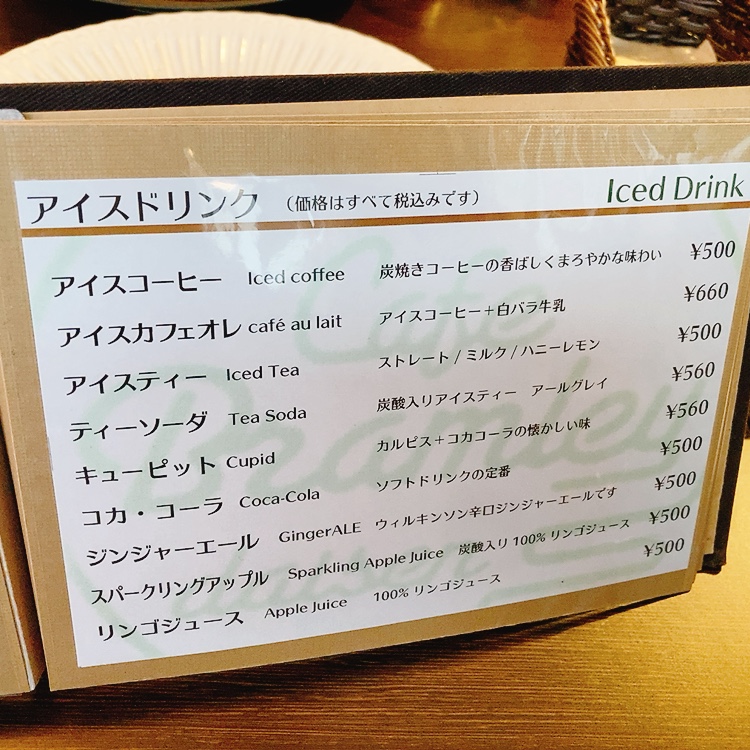 アイスドリンク （価格はすべて税込みです） Iced Drink
アイスコーヒー Iced coffee 炭焼きコーヒーの香ばしくまろやかな味わい ¥500
アイスカフェオレ café au lait アイスコーヒー＋白バラ牛乳 ¥660
アイスティー Iced Tea ストレート / ミルク / ハニーレモン ¥500
ティーソーダ Tea Soda 炭酸入りアイスティー アールグレイ ¥560
キューピット Cupid カルピス＋コカコーラの懐かしい味 ¥560
コカ・コーラ Coca-Cola ソフトドリンクの定番 ¥500
ジンジャーエール GingerALE ウィルキンソン辛口ジンジャーエールです ¥500
スパークリングアップル Sparkling Apple Juice 炭酸入り 100% リンゴジュース ¥500
リンゴジュース Apple Juice 100% リンゴジュース ¥500